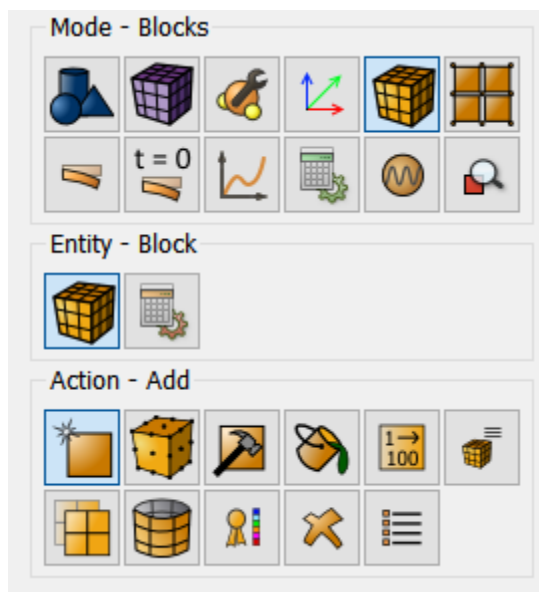 Mode - Blocks
t = 0
Entity - Block
Action - Add
1→
100